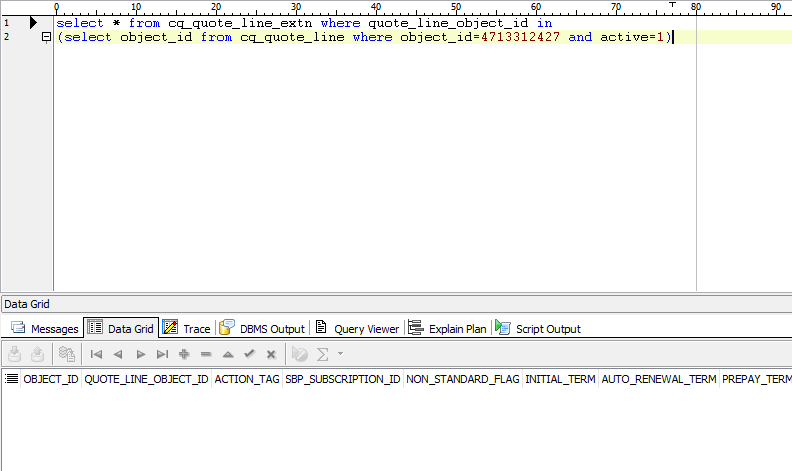 0 10 20 30 40 50 60 70 80 90
1 select * from cq_quote_line_extn where quote_line_object_id in
2 (select object_id from cq_quote_line where object_id=4713312427 and active=1)
Data Grid
Messages Data Grid Trace DBMS Output Query Viewer Explain Plan Script Output
OBJECT_ID QUOTE_LINE_OBJECT_ID ACTION_TAG SBP_SUBSCRIPTION_ID NON_STANDARD_FLAG INITIAL_TERM AUTO_RENEWAL_TERM PREPAY_TERM